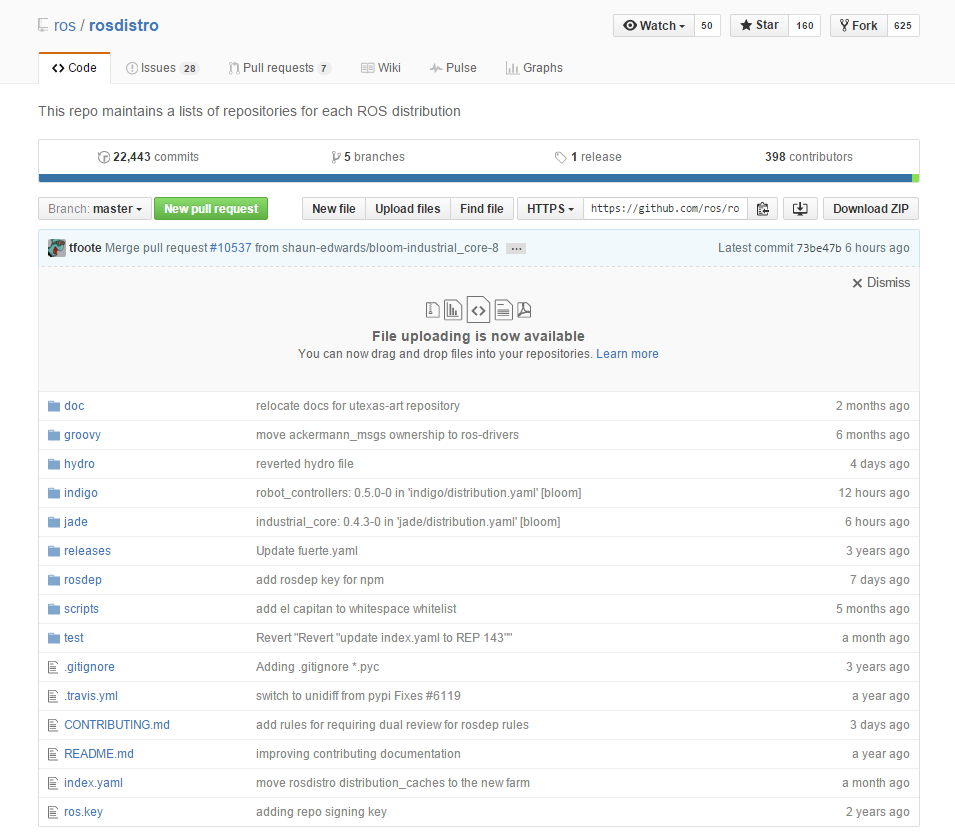 ros / rosdistro Watch 50 Star 160 Fork 625
Code Issues 28 Pull requests 7 Wiki Pulse Graphs
This repo maintains a lists of repositories for each ROS distribution
22,443 commits 5 branches 1 release 398 contributors
Branch: master New pull request New file Upload files Find file HTTPS https://github.com/ros/ro Download ZIP
tfoote Merge pull request #10537 from shaun-edwards/bloom-industrial_core-8 ... Latest commit 73be47b 6 hours ago
Dismiss
File uploading is now available
You can now drag and drop files into your repositories. Learn more
doc relocate docs for utexas-art repository 2 months ago
groovy move ackermann_msgs ownership to ros-drivers 6 months ago
hydro reverted hydro file 4 days ago
indigo robot_controllers: 0.5.0-0 in 'indigo/distribution.yaml' [bloom] 12 hours ago
jade industrial_core: 0.4.3-0 in 'jade/distribution.yaml' [bloom] 6 hours ago
releases Update fuerte.yaml 3 years ago
rosdep add rosdep key for npm 7 days ago
scripts add el capitan to whitespace whitelist 5 months ago
test Revert "Revert "update index.yaml to REP 143"" a month ago
.gitignore Adding .gitignore *.pyc 3 years ago
.travis.yml switch to unidiff from pypi Fixes #6119 a year ago
CONTRIBUTING.md add rules for requiring dual review for rosdep rules 3 days ago
README.md improving contributing documentation a year ago
index.yaml move rosdistro distribution_caches to the new farm a month ago
ros.key adding repo signing key 2 years ago